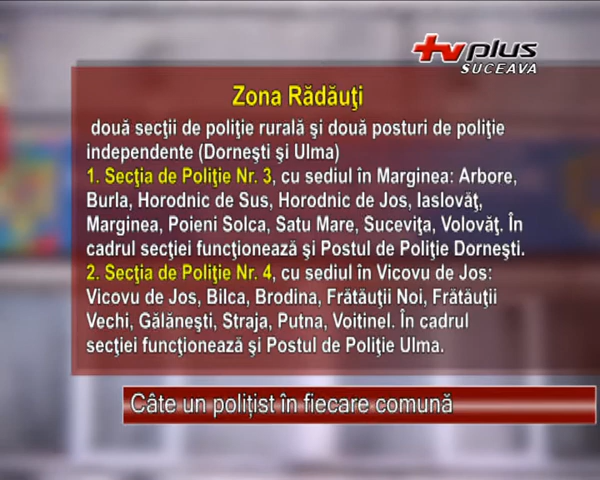 tv plus
SUCEAVA
Zona Rădăuţi
două secţii de poliţie rurală şi două posturi de poliţie
independente (Dorneşti şi Ulma)
1. Secţia de Poliţie Nr. 3, cu sediul în Marginea: Arbore,
Burla, Horodnic de Sus, Horodnic de Jos, Iaslovăţ,
Marginea, Poieni Solca, Satu Mare, Suceviţa, Volovăţ. În
cadrul secţiei funcţionează şi Postul de Poliţie Dorneşti.
2. Secţia de Poliţie Nr. 4, cu sediul în Vicovu de Jos:
Vicovu de Jos, Bilca, Brodina, Frătăuţii Noi, Frătăuţii
Vechi, Gălăneşti, Straja, Putna, Voitinel. În cadrul
secţiei funcţionează şi Postul de Poliţie Ulma.
Câte un polițist în fiecare comună